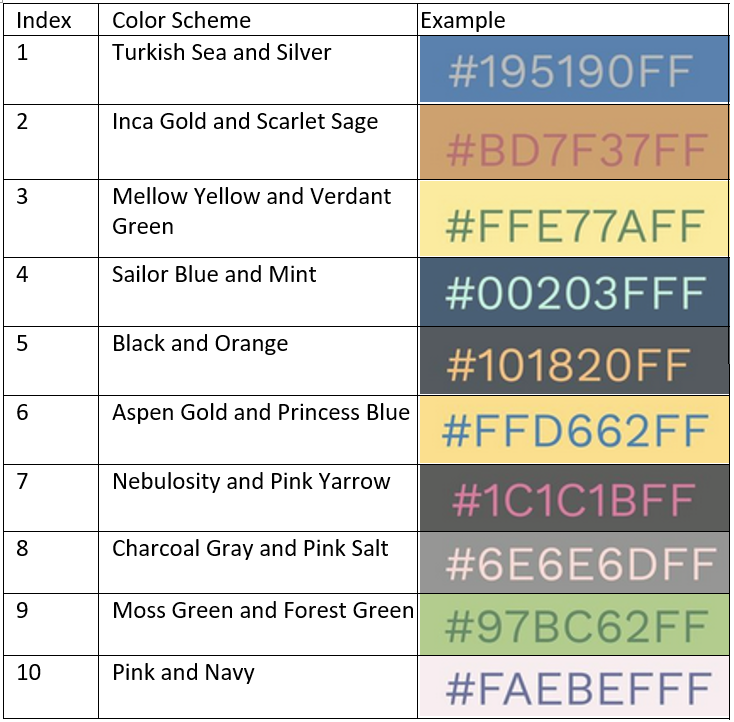 Index Color Scheme Example
1 Turkish Sea and Silver #195190FF
2 Inca Gold and Scarlet Sage #BD7F37FF
3 Mellow Yellow and Verdant
Green #FFE77AFF
4 Sailor Blue and Mint #00203FFF
5 Black and Orange #101820FF
6 Aspen Gold and Princess Blue #FFD662FF
7 Nebulosity and Pink Yarrow #1C1C1BFF
8 Charcoal Gray and Pink Salt #6E6E6DFF
9 Moss Green and Forest Green #97BC62FF
10 Pink and Navy #FAEBEFFF